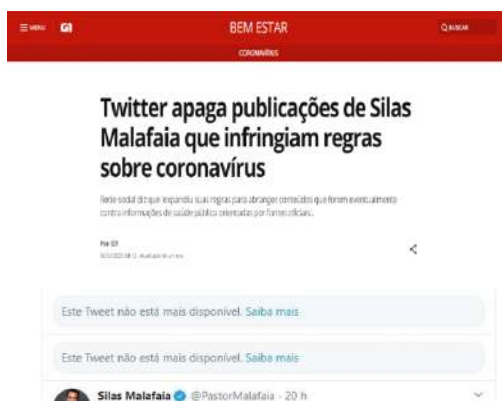 MENU G1 BEM ESTAR BUSCAR
CORONAVÍRUS
Twitter apaga publicações de Silas
Malafaia que infringiam regras
sobre coronavírus
Rede social diz que 'expandiu suas regras para abranger conteúdos que forem eventualmente
contra informações de saúde pública orientadas por fontes oficiais'.
Por G1
Este Tweet não está mais disponível. Saiba mais
Este Tweet não está mais disponível. Saiba mais
Silas Malafaia @PastorMalafaia · 20 h